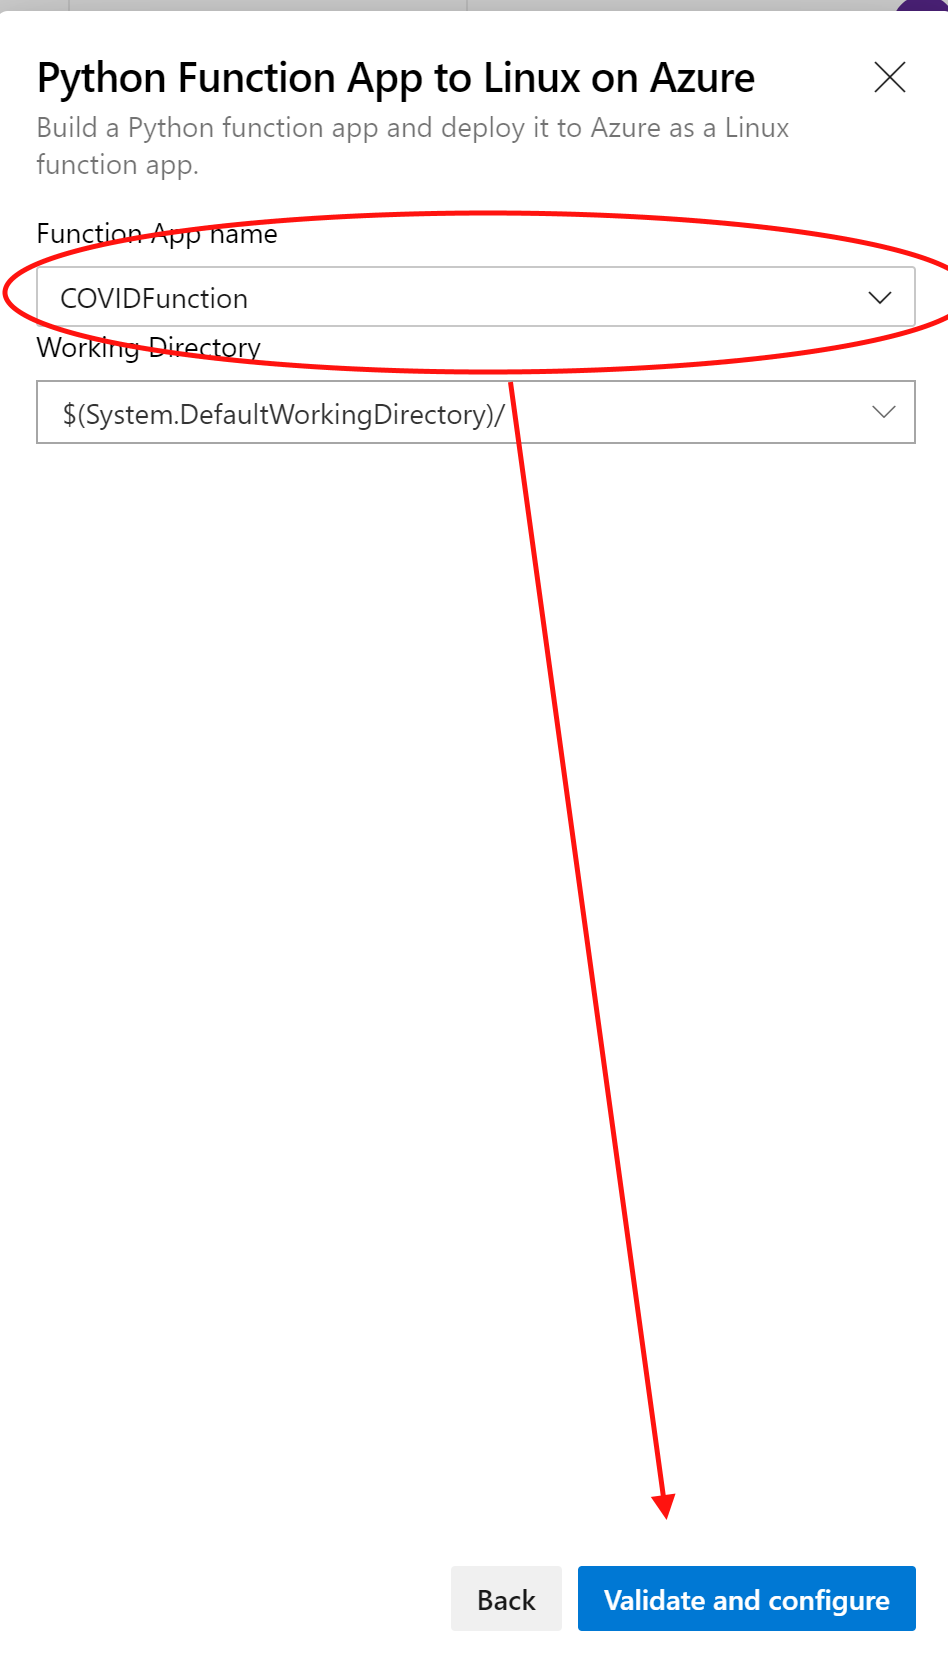 Python Function App to Linux on Azure
Build a Python function app and deploy it to Azure as a Linux
function app.
Function App name
COVIDFunction
Working Directory
$(System.DefaultWorkingDirectory)/
Back
Validate and configure